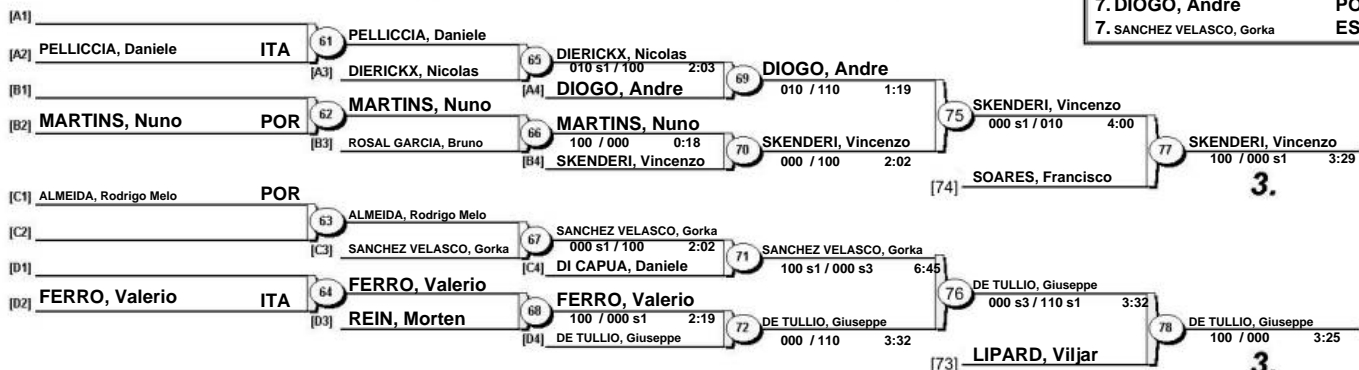 7. DIOGO, Andre PO
7. SANCHEZ VELASCO, Gorka ES
[A1]
[A2] PELLICCIA, Daniele ITA
61
PELLICCIA, Daniele
[A3] DIERICKX, Nicolas
65
DIERICKX, Nicolas
010 s1 / 100 2:03
[A4] DIOGO, Andre
69
DIOGO, Andre
010 / 110 1:19
[B1]
[B2] MARTINS, Nuno POR
62
MARTINS, Nuno
[B3] ROSAL GARCIA, Bruno
66
MARTINS, Nuno
100 / 000 0:18
[B4] SKENDERI, Vincenzo
70
SKENDERI, Vincenzo
000 / 100 2:02
75
SKENDERI, Vincenzo
000 s1 / 010 4:00
[74] SOARES, Francisco
77
SKENDERI, Vincenzo
100 / 000 s1 3:29
3.
[C1] ALMEIDA, Rodrigo Melo POR
[C2]
63
ALMEIDA, Rodrigo Melo
[C3] SANCHEZ VELASCO, Gorka
67
SANCHEZ VELASCO, Gorka
000 s1 / 100 2:02
[C4] DI CAPUA, Daniele
71
SANCHEZ VELASCO, Gorka
100 s1 / 000 s3 6:45
[D1]
[D2] FERRO, Valerio ITA
64
FERRO, Valerio
[D3] REIN, Morten
68
FERRO, Valerio
100 / 000 s1 2:19
[D4] DE TULLIO, Giuseppe
72
DE TULLIO, Giuseppe
000 / 110 3:32
76
DE TULLIO, Giuseppe
000 s3 / 110 s1 3:32
[73] LIPARD, Viljar
78
DE TULLIO, Giuseppe
100 / 000 3:25
3.